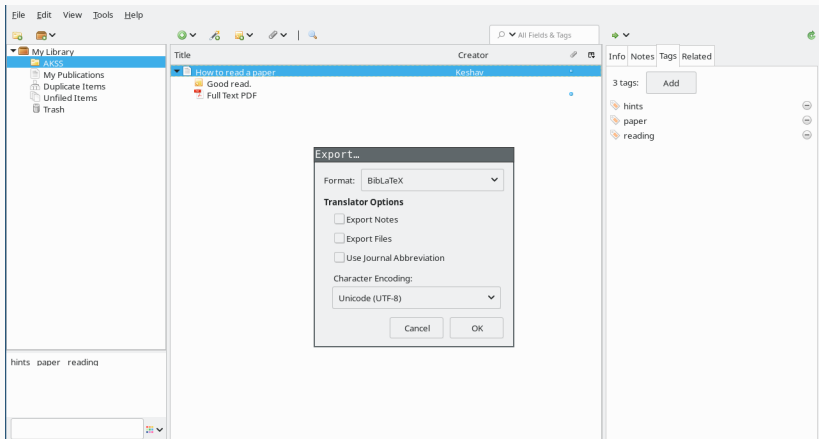 File Edit View Tools Help
All Fields & Tags
My Library
AKSS
My Publications
Duplicate Items
Unfiled Items
Trash
hints paper reading
Title Creator
How to read a paper Keshav
Good read.
Full Text PDF
Export…
Format: BibLaTeX
Translator Options
Export Notes
Export Files
Use Journal Abbreviation
Character Encoding:
Unicode (UTF-8)
Cancel OK
Info Notes Tags Related
3 tags: Add
hints
paper
reading